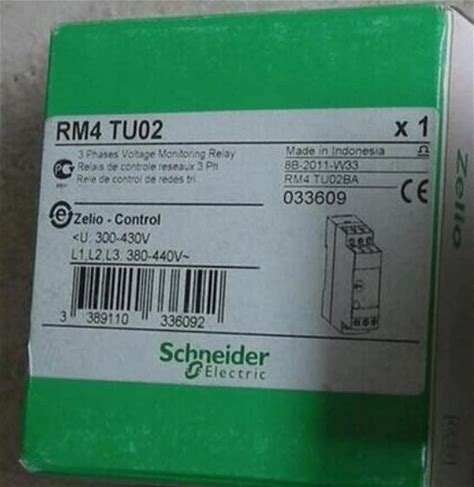 RM4 TU02 x 1
3 Phases Voltage Monitoring Relay Made in Indonesia
Relais de controle reseaux 3 Ph 8B-2011-W33
Rele de control de redes tri RM4 TU02BA
033609 CE
Zelio - Control
<U: 300-430V
L1,L2,L3: 380-440V~
3 389110 336092
Schneider
Electric
Zelio